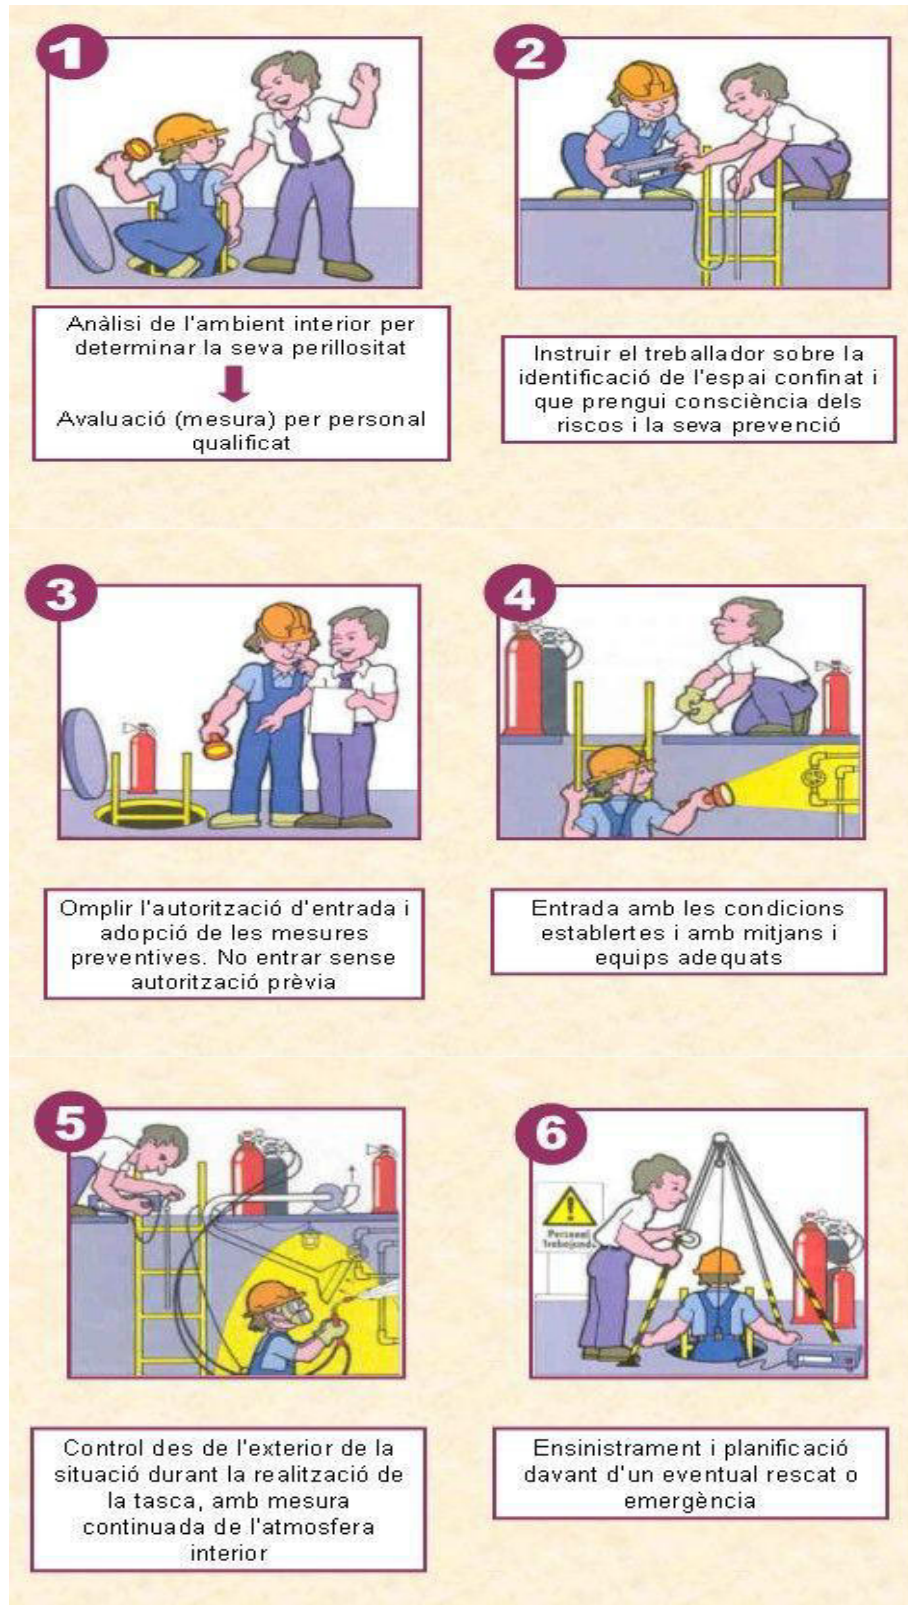 1
Anàlisi de l'ambient interior per
determinar la seva perillositat
Avaluació (mesura) per personal
qualificat
2
Instruir el treballador sobre la
identificació de l'espai confinat i
que prengui consciència dels
riscos i la seva prevenció
3
Omplir l'autorització d'entrada i
adopció de les mesures
preventives. No entrar sense
autorització prèvia
4
Entrada amb les condicions
establertes i amb mitjans i
equips adequats
5
Control des de l'exterior de la
situació durant la realització de
la tasca, amb mesura
continuada de l'atmosfera
interior
6
Personal
Trabajando
Ensinistrament i planificació
davant d'un eventual rescat o
emergència